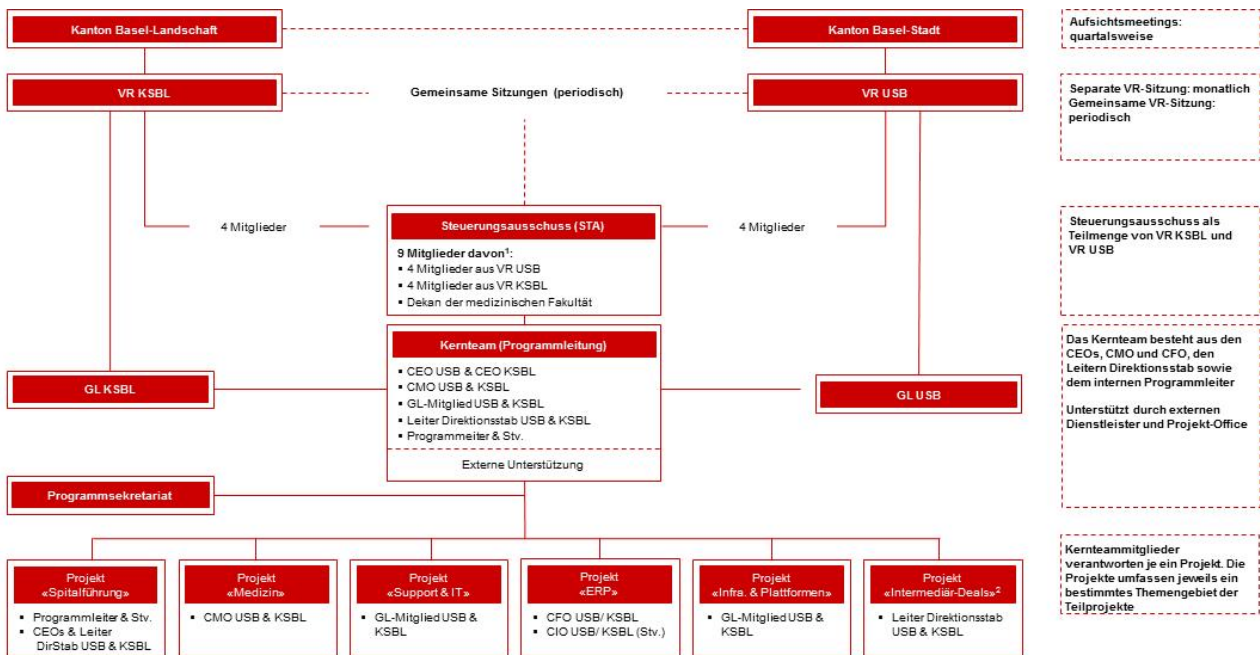 Kanton Basel-Landschaft
Kanton Basel-Stadt
Aufsichtsmeetings:
quartalsweise
VR KSBL
Gemeinsame Sitzungen (periodisch)
VR USB
Separate VR-Sitzung: monatlich
Gemeinsame VR-Sitzung:
periodisch
4 Mitglieder
Steuerungsausschuss (STA)
4 Mitglieder
9 Mitglieder davon¹:
▪ 4 Mitglieder aus VR USB
▪ 4 Mitglieder aus VR KSBL
▪ Dekan der medizinischen Fakultät
Steuerungsausschuss als
Teilmenge von VR KSBL und
VR USB
Kernteam (Programmleitung)
▪ CEO USB & CEO KSBL
▪ CMO USB & KSBL
▪ GL-Mitglied USB & KSBL
▪ Leiter Direktionsstab USB & KSBL
▪ Programmeiter & Stv.
Externe Unterstützung
GL KSBL
GL USB
Das Kernteam besteht aus den
CEOs, CMO und CFO, den
Leitern Direktionsstab sowie
dem internen Programmleiter
Unterstützt durch externen
Dienstleister und Projekt-Office
Programmsekretariat
Projekt
«Spitalführung»
▪ Programmleiter & Stv.
▪ CEOs & Leiter
DirStab USB & KSBL
Projekt
«Medizin»
▪ CMO USB & KSBL
Projekt
«Support & IT»
▪ GL-Mitglied USB &
KSBL
Projekt
«ERP»
▪ CFO USB/ KSBL
▪ CIO USB/ KSBL (Stv.)
Projekt
«Infra. & Plattformen»
▪ GL-Mitglied USB &
KSBL
Projekt
«Intermediär-Deals»²
▪ Leiter Direktionsstab
USB & KSBL
Kernteammitglieder
verantworten je ein Projekt. Die
Projekte umfassen jeweils ein
bestimmtes Themengebiet der
Teilprojekte